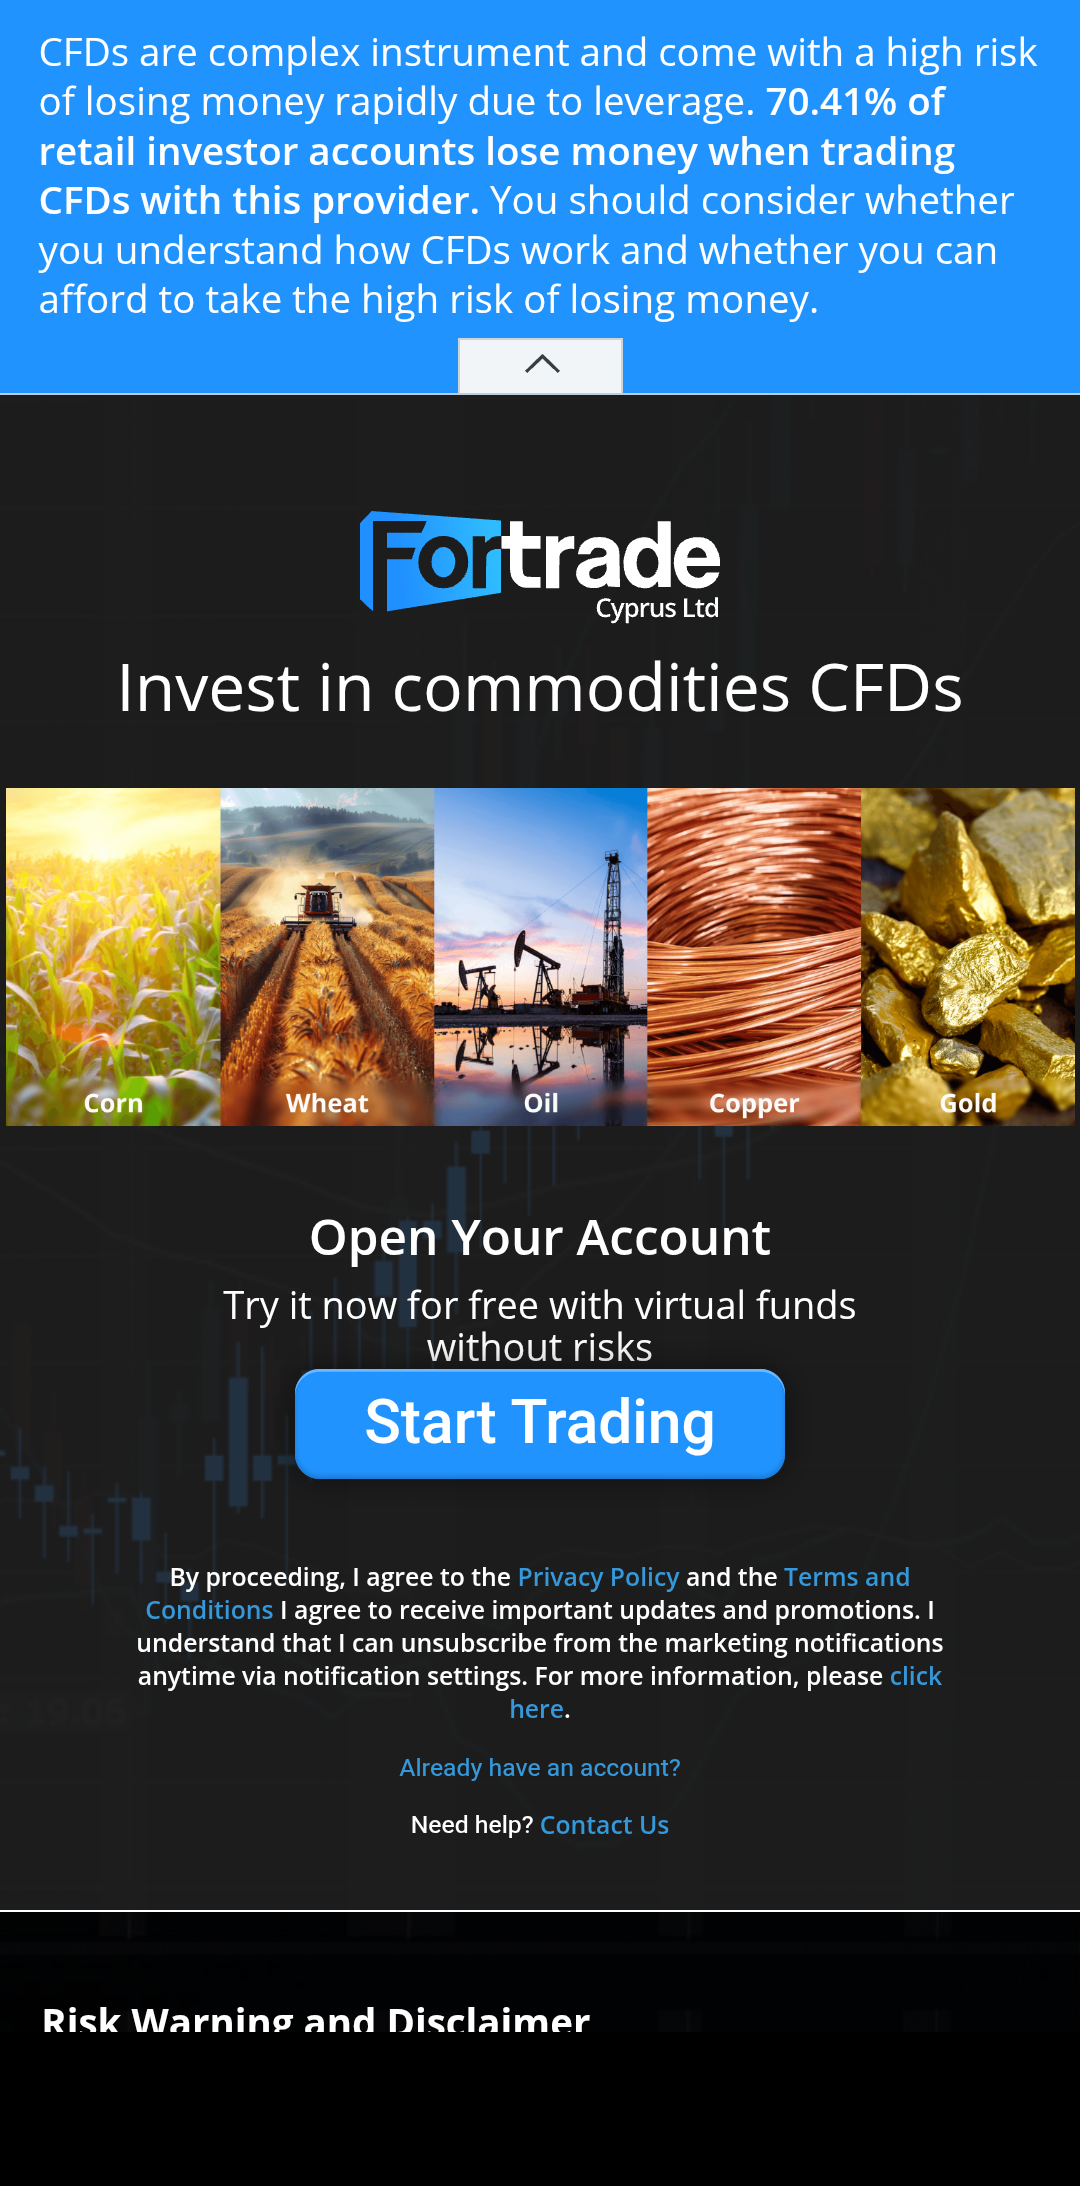 CFDs are complex instrument and come with a high risk
of losing money rapidly due to leverage. 70.41% of
retail investor accounts lose money when trading
CFDs with this provider. You should consider whether
you understand how CFDs work and whether you can
afford to take the high risk of losing money.
Fortrade
Cyprus Ltd
Invest in commodities CFDs
Corn Wheat Oil Copper Gold
Open Your Account
Try it now for free with virtual funds
without risks
Start Trading
By proceeding, I agree to the Privacy Policy and the Terms and
Conditions I agree to receive important updates and promotions. I
understand that I can unsubscribe from the marketing notifications
anytime via notification settings. For more information, please click
here.
Already have an account?
Need help? Contact Us
Risk Warning and Disclaimer